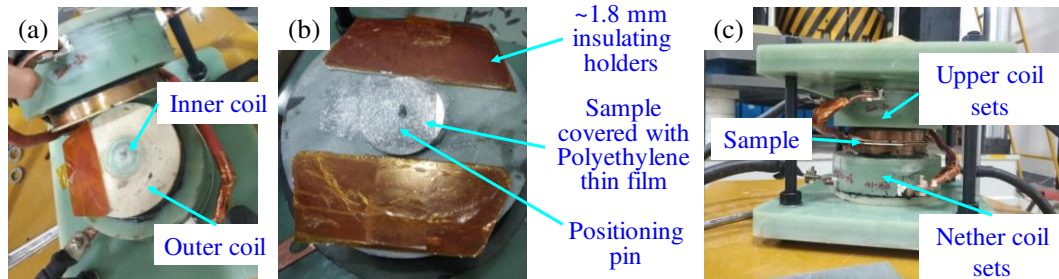 (a)
Inner coil
Outer coil
(b)
~1.8 mm
insulating
holders
Sample
covered with
Polyethylene
thin film
Positioning
pin
(c)
Upper coil
sets
Sample
Nether coil
sets